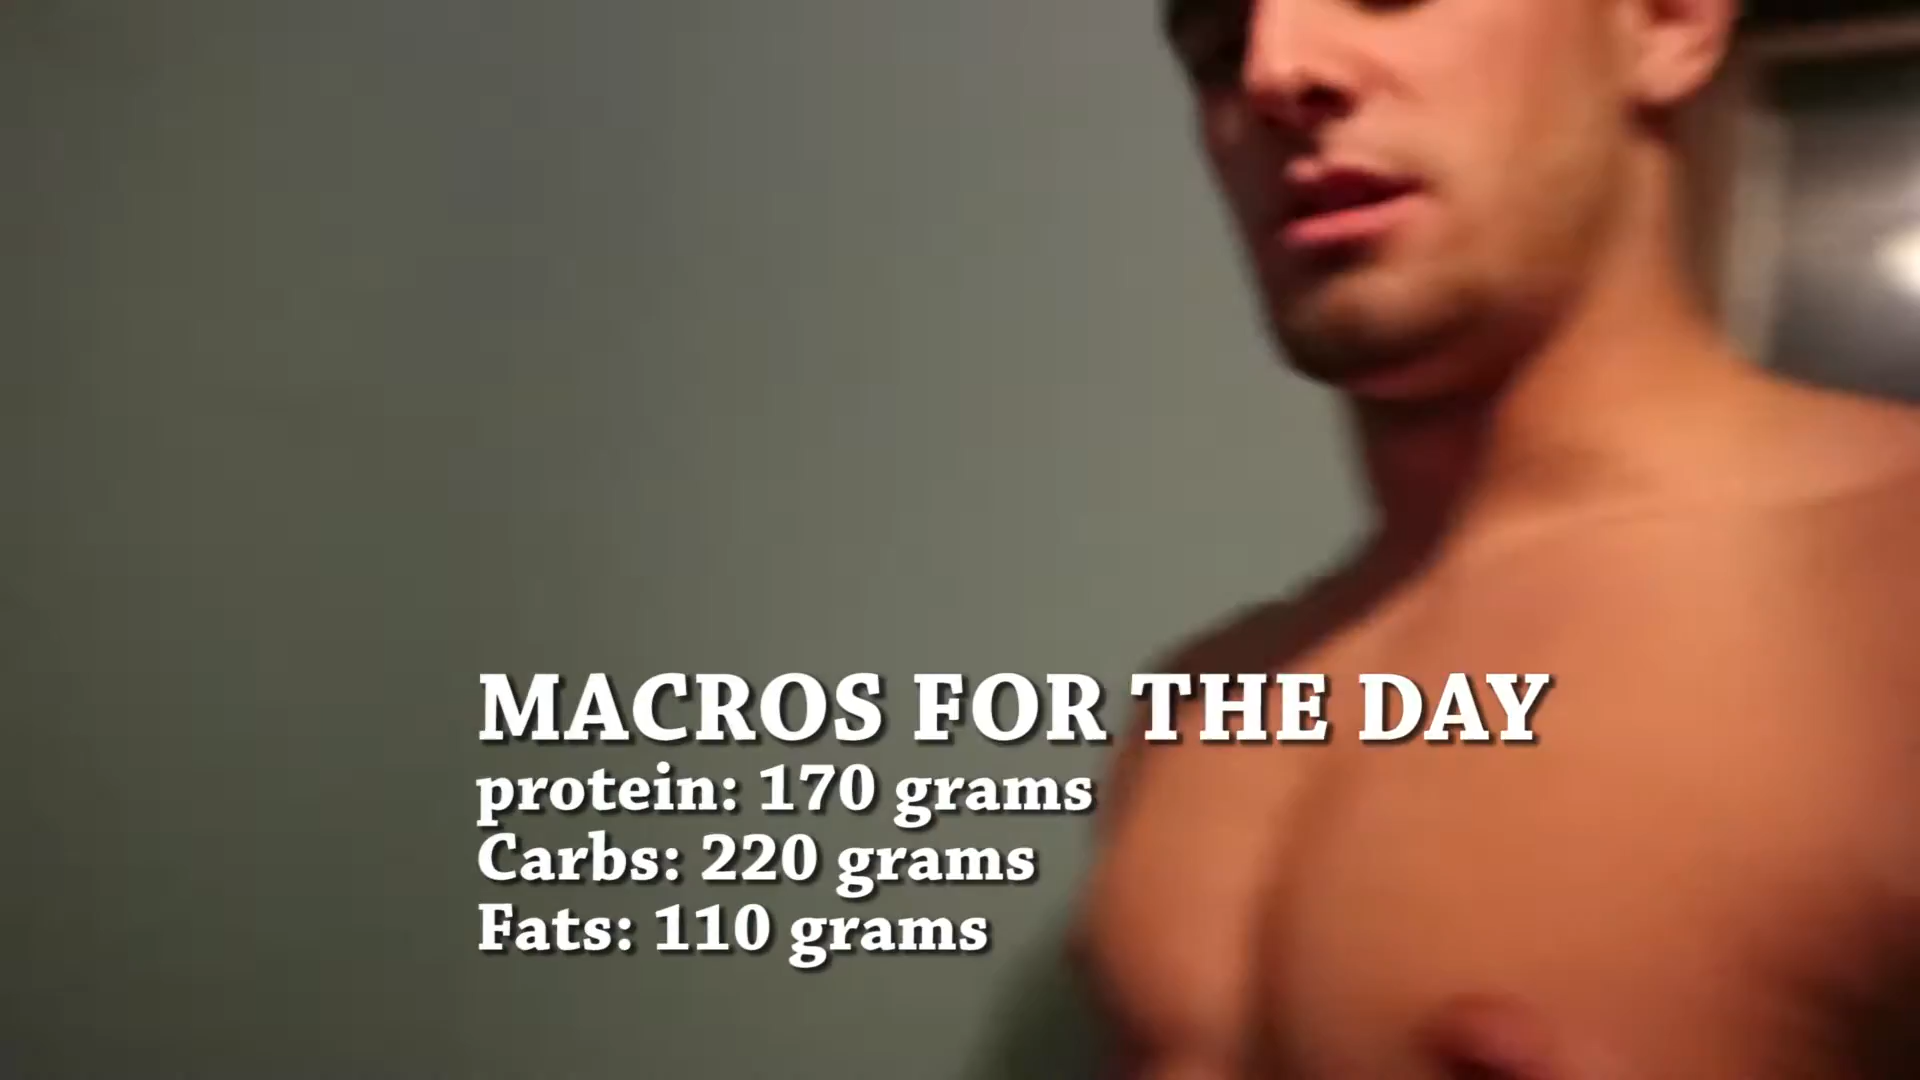 MACROS FOR THE DAY
protein: 170 grams
Carbs: 220 grams
Fats: 110 grams